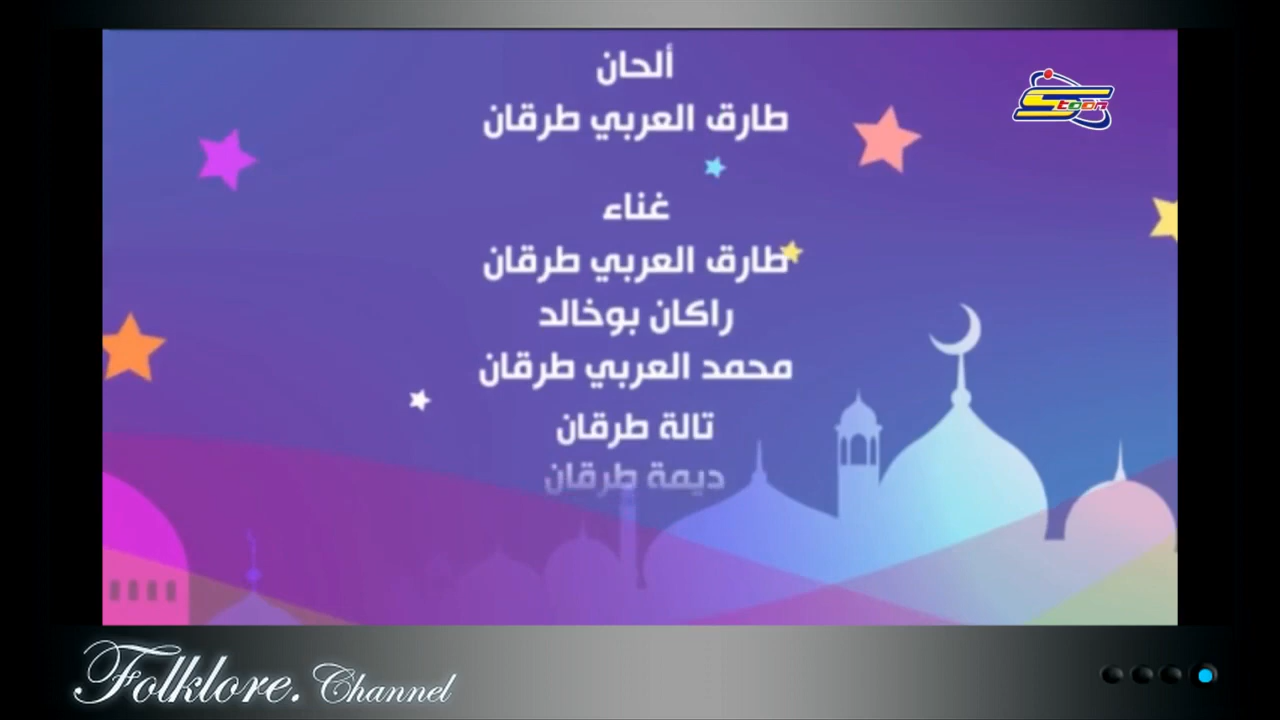 ألحان
طارق العربي طرقان
غناء
طارق العربي طرقان
راكان بوخالد
محمد العربي طرقان
تالة طرقان
ديمة طرقان
STOON
Folklore. Channel